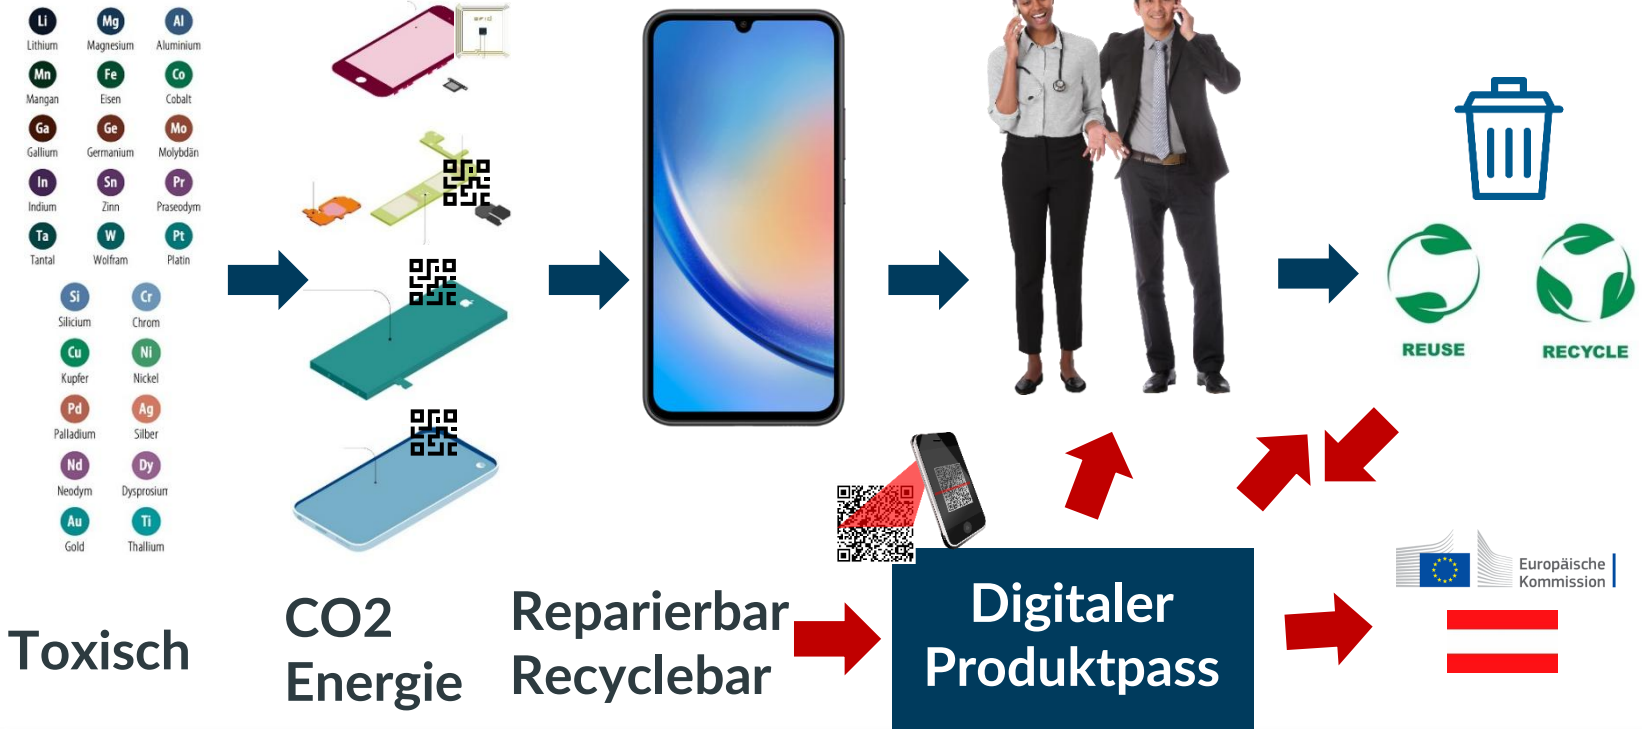 Li Mg Al
Lithium Magnesium Aluminium
Mn Fe Co
Mangan Eisen Cobalt
Ga Ge Mo
Gallium Germanium Molybdän
In Sn Pr
Indium Zinn Praseodym
Ta W Pt
Tantal Wolfram Platin
Si Cr
Silicium Chrom
Cu Ni
Kupfer Nickel
Pd Ag
Palladium Silber
Nd Dy
Neodym Dysprosium
Au Ti
Gold Thallium
REUSE RECYCLE
Europäische
Kommission
Toxisch
CO2
Energie
Reparierbar
Recyclebar
Digitaler
Produktpass